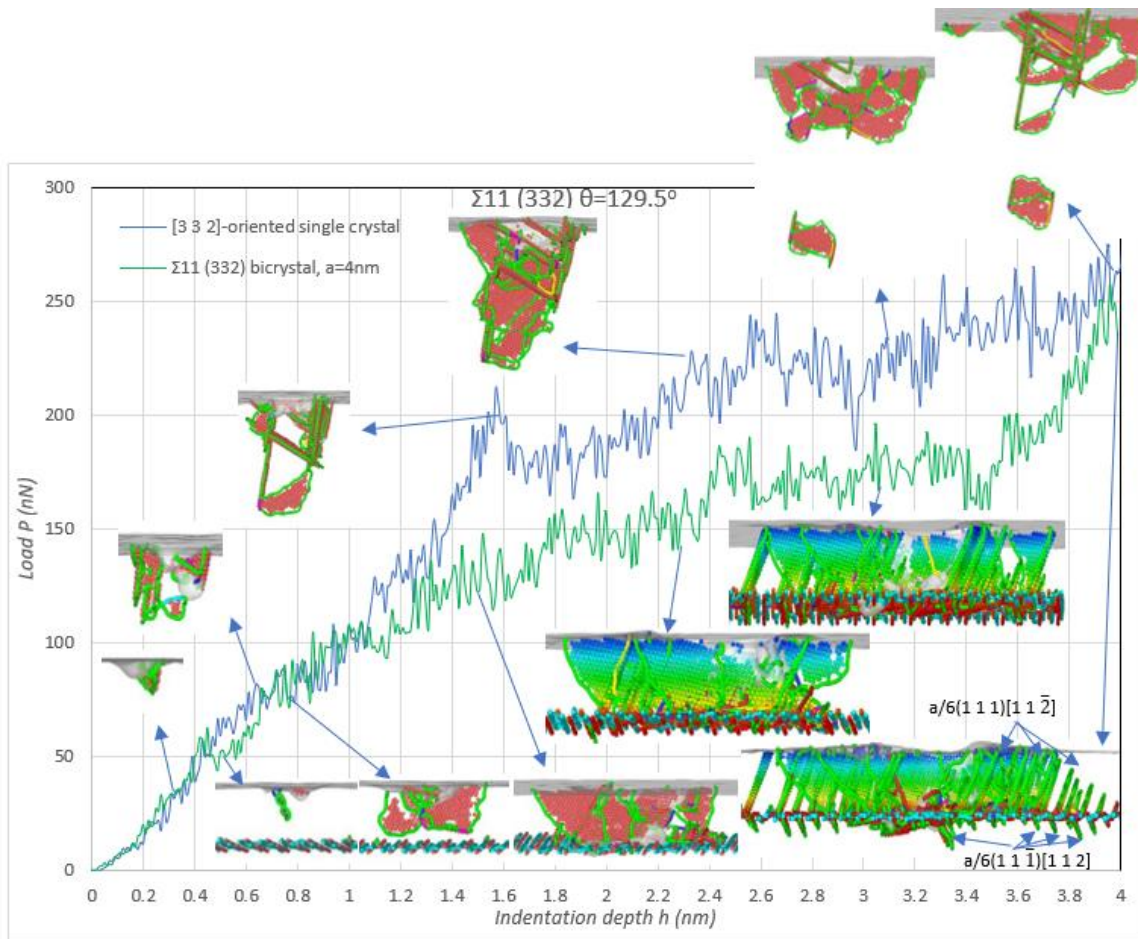 Σ11 (332) θ=129.5°
[3 3 2]-oriented single crystal
Σ11 (332) bicrystal, a=4nm
Load P (nN)
300
250
200
150
100
50
0
a/6(1 1 1)[1 1 2̅]
a/6(1 1 1̅)[1 1 2]
0 0.2 0.4 0.6 0.8 1 1.2 1.4 1.6 1.8 2 2.2 2.4 2.6 2.8 3 3.2 3.4 3.6 3.8 4
Indentation depth h (nm)